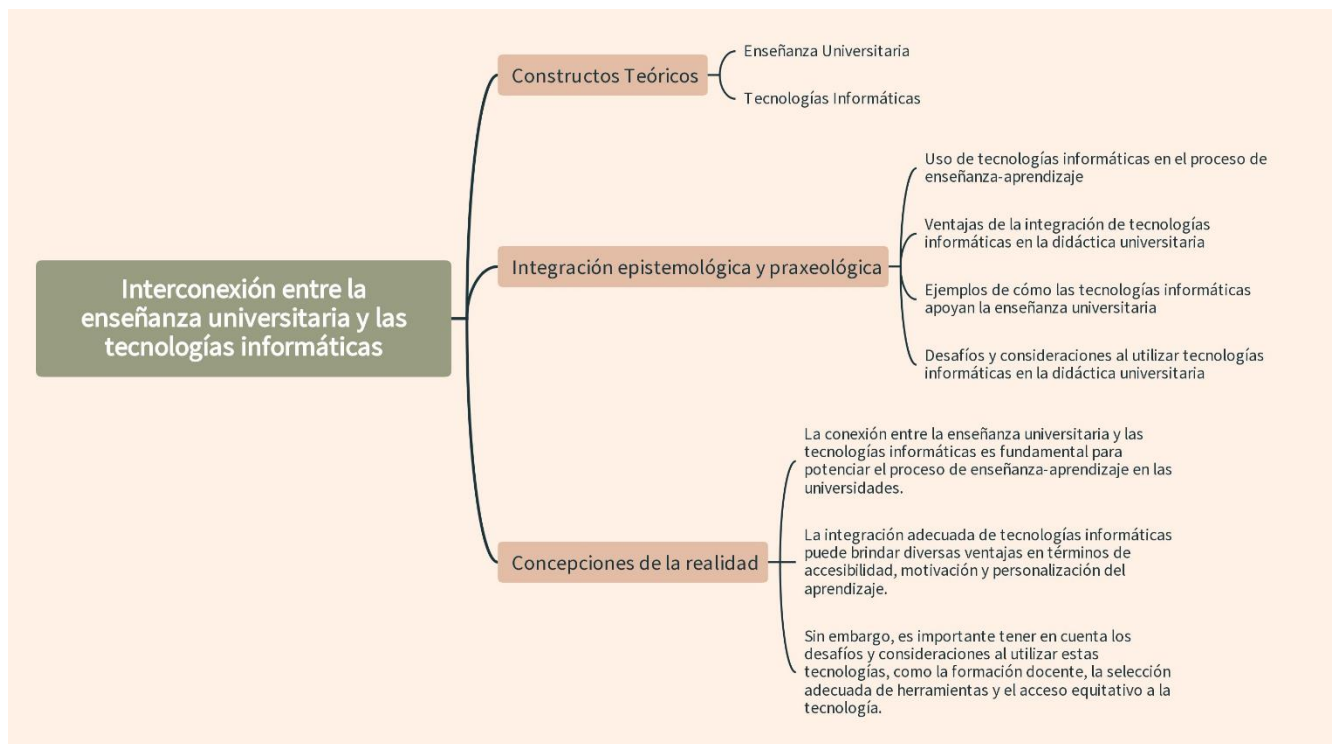 Interconexión entre la
enseñanza universitaria y las
tecnologías informáticas
Constructos Teóricos
Enseñanza Universitaria
Tecnologías Informáticas
Integración epistemológica y praxeológica
Uso de tecnologías informáticas en el proceso de
enseñanza-aprendizaje
Ventajas de la integración de tecnologías
informáticas en la didáctica universitaria
Ejemplos de cómo las tecnologías informáticas
apoyan la enseñanza universitaria
Desafíos y consideraciones al utilizar tecnologías
informáticas en la didáctica universitaria
Concepciones de la realidad
La conexión entre la enseñanza universitaria y las
tecnologías informáticas es fundamental para
potenciar el proceso de enseñanza-aprendizaje en las
universidades.
La integración adecuada de tecnologías informáticas
puede brindar diversas ventajas en términos de
accesibilidad, motivación y personalización del
aprendizaje.
Sin embargo, es importante tener en cuenta los
desafíos y consideraciones al utilizar estas
tecnologías, como la formación docente, la selección
adecuada de herramientas y el acceso equitativo a la
tecnología.